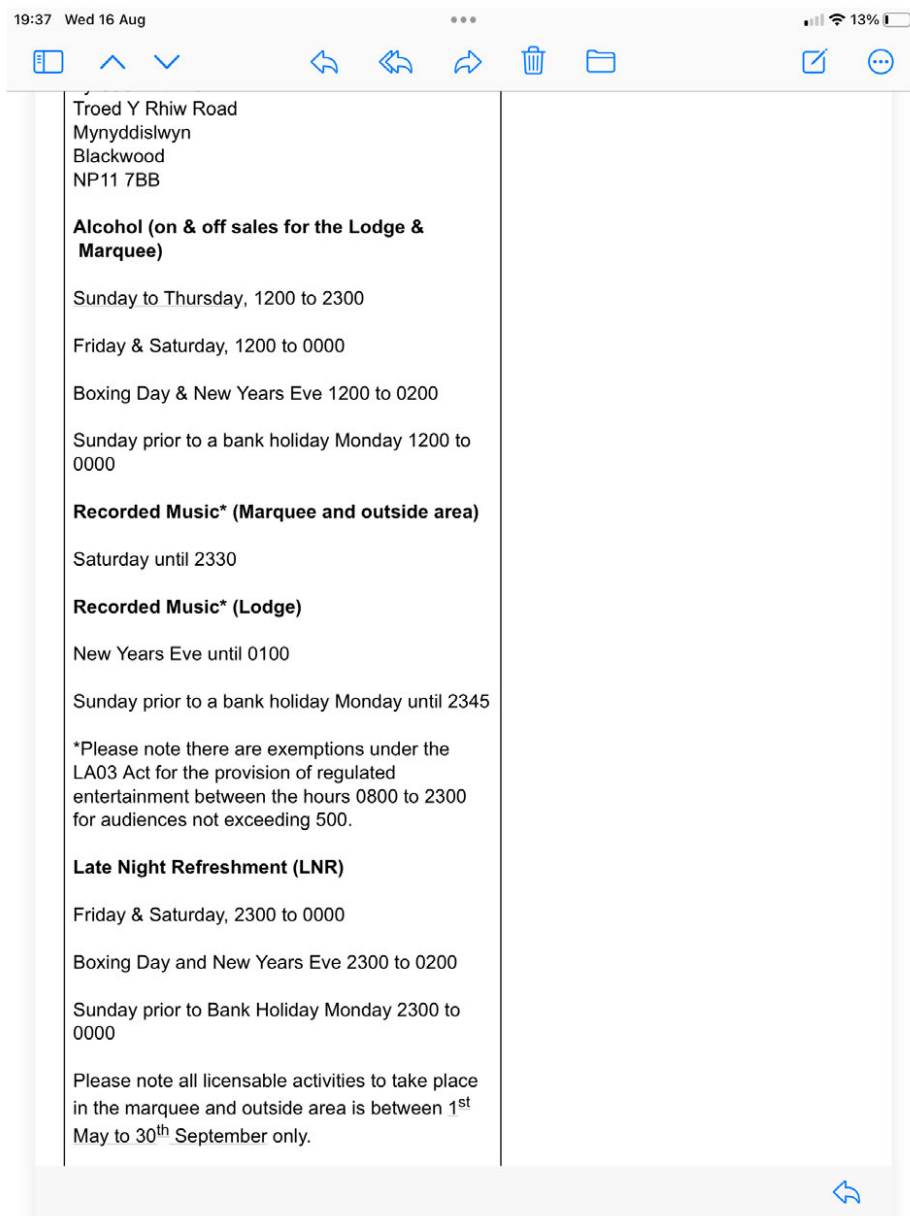 19:37 Wed 16 Aug
13%
Troed Y Rhiw Road
Mynyddislwyn
Blackwood
NP11 7BB
Alcohol (on & off sales for the Lodge &
Marquee)
Sunday to Thursday, 1200 to 2300
Friday & Saturday, 1200 to 0000
Boxing Day & New Years Eve 1200 to 0200
Sunday prior to a bank holiday Monday 1200 to
0000
Recorded Music* (Marquee and outside area)
Saturday until 2330
Recorded Music* (Lodge)
New Years Eve until 0100
Sunday prior to a bank holiday Monday until 2345
*Please note there are exemptions under the
LA03 Act for the provision of regulated
entertainment between the hours 0800 to 2300
for audiences not exceeding 500.
Late Night Refreshment (LNR)
Friday & Saturday, 2300 to 0000
Boxing Day and New Years Eve 2300 to 0200
Sunday prior to Bank Holiday Monday 2300 to
0000
Please note all licensable activities to take place
in the marquee and outside area is between 1st
May to 30th September only.